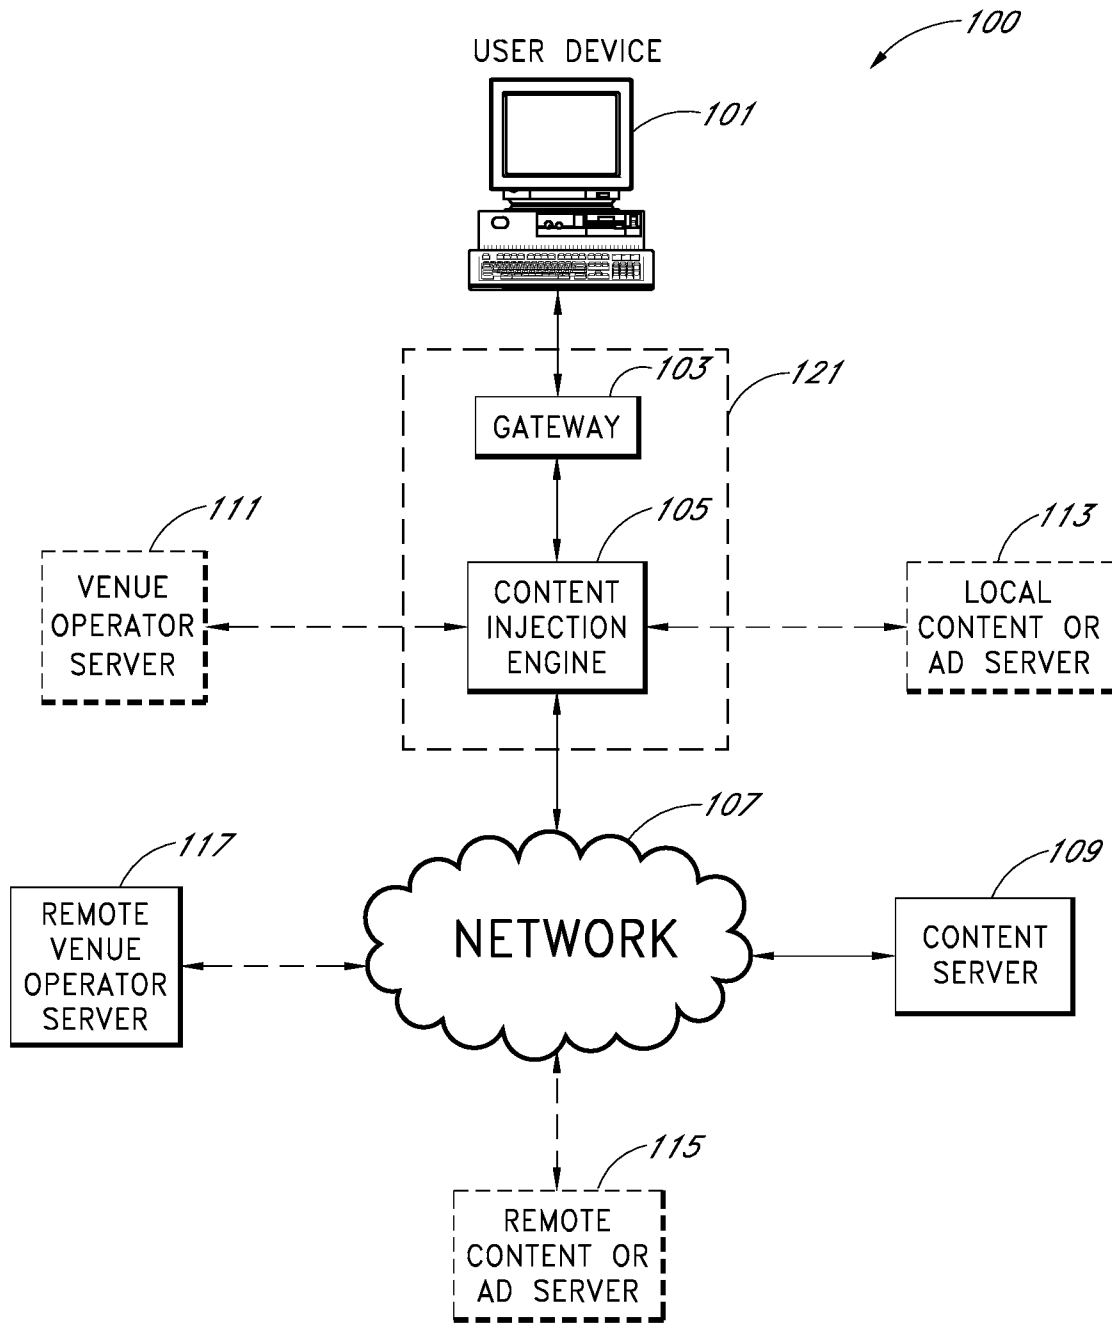 100
USER DEVICE
101
103
121
GATEWAY
111
105
113
VENUE
OPERATOR
SERVER
CONTENT
INJECTION
ENGINE
LOCAL
CONTENT OR
AD SERVER
107
117
109
REMOTE
VENUE
OPERATOR
SERVER
NETWORK
CONTENT
SERVER
115
REMOTE
CONTENT OR
AD SERVER